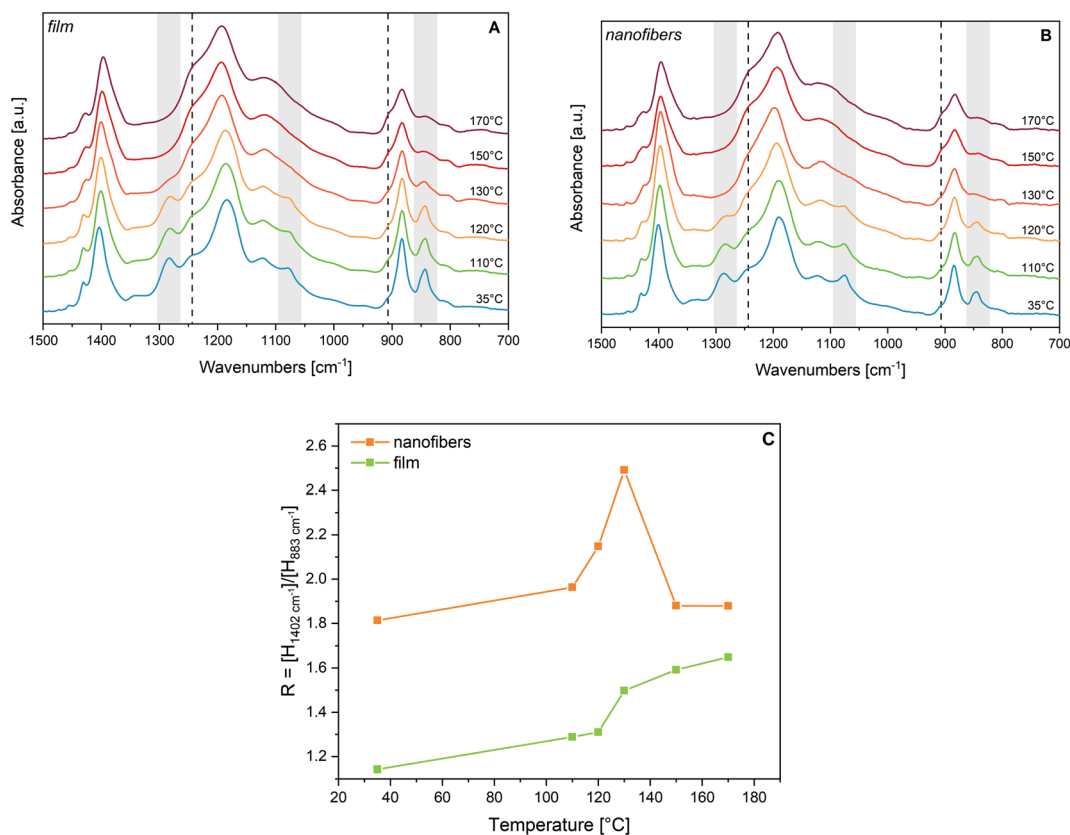 film
A
170°C
150°C
130°C
120°C
110°C
35°C
Absorbance [a.u.]
1500 1400 1300 1200 1100 1000 900 800 700
Wavenumbers [cm⁻¹]
nanofibers
B
170°C
150°C
130°C
120°C
110°C
35°C
Absorbance [a.u.]
1500 1400 1300 1200 1100 1000 900 800 700
Wavenumbers [cm⁻¹]
C
nanofibers
film
2.6
2.4
2.2
2.0
1.8
1.6
1.4
1.2
R = [H1402 cm⁻¹]/[H883 cm⁻¹]
20 40 60 80 100 120 140 160 180
Temperature [°C]